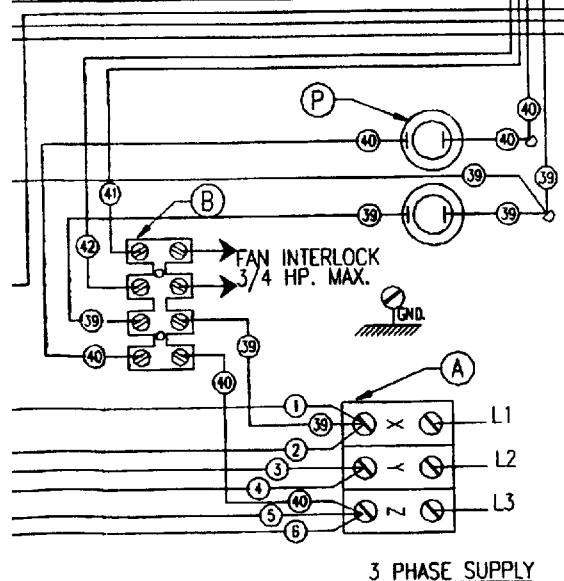 40
P
40
40
39
39
41
B
39
39
42
FAN INTERLOCK
3/4 HP. MAX.
GND.
39
39
40
40
A
1
39
X
L1
2
3
Y
L2
4
40
Z
L3
5
6
3 PHASE SUPPLY